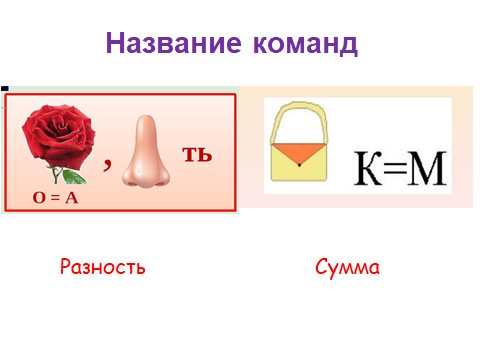 Название команд
, ть
О = А
К=М
Разность
Сумма